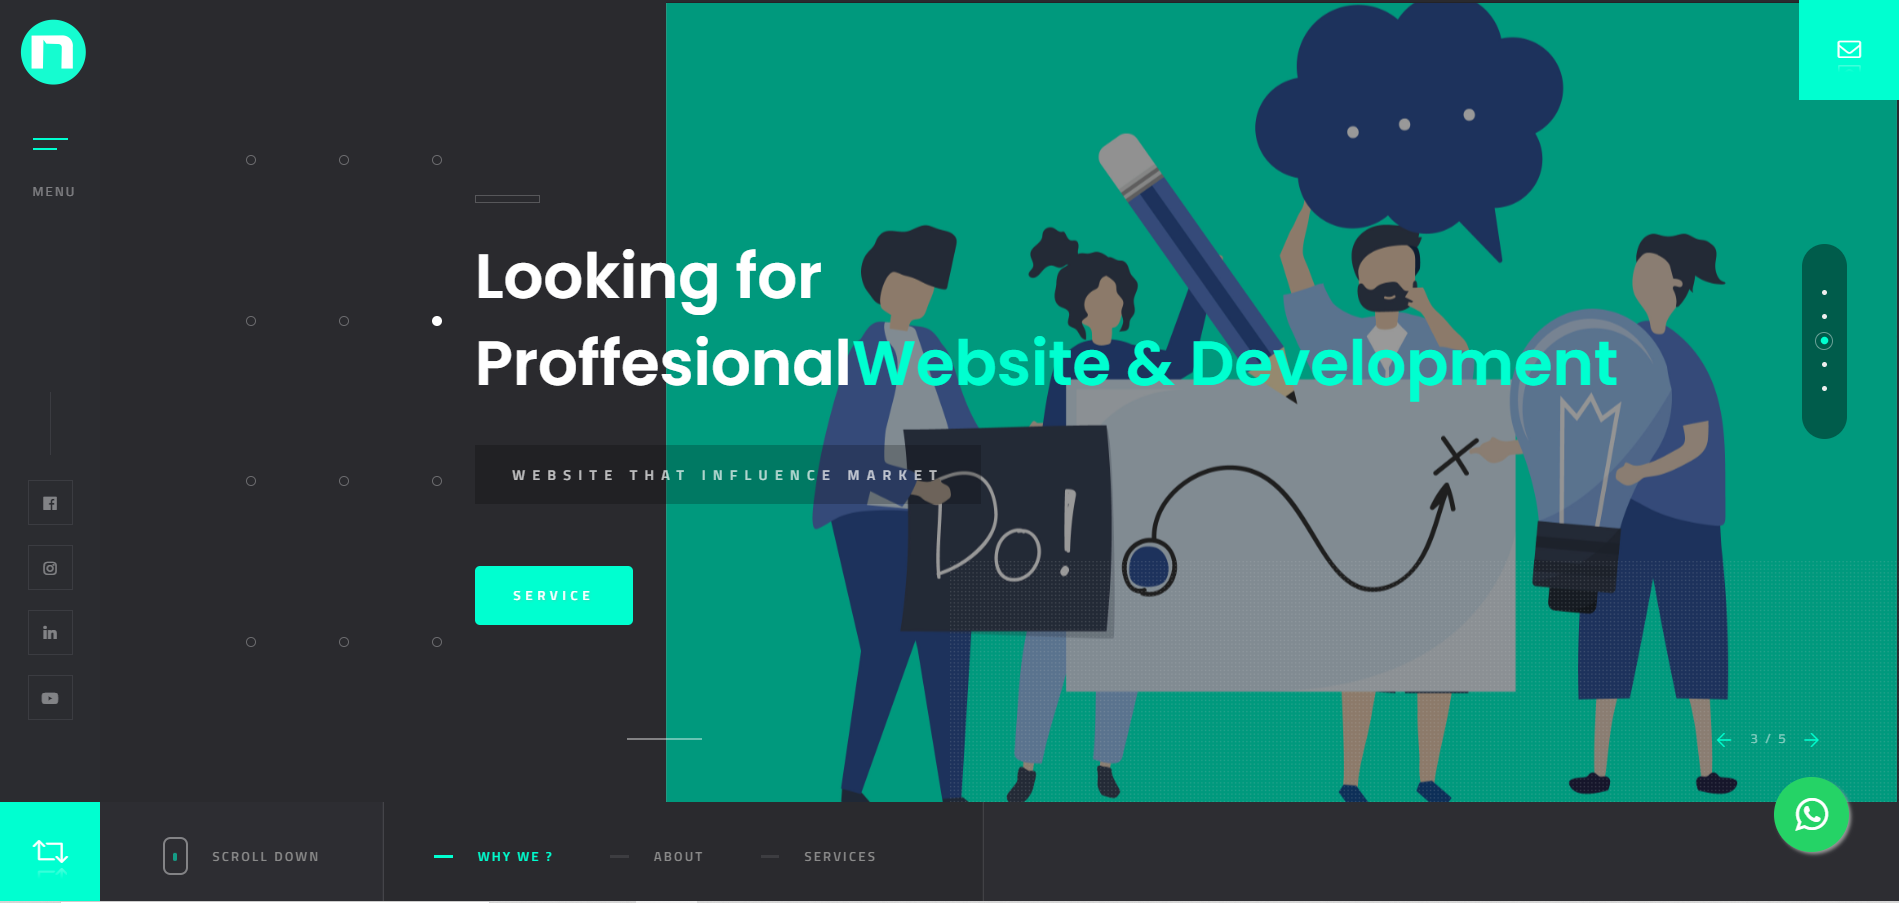 n
MENU
Looking for
ProffesionalWebsite & Development
WEBSITE THAT INFLUENCE MARKET
Do!
SERVICE
3 / 5
SCROLL DOWN
WHY WE ?
ABOUT
SERVICES